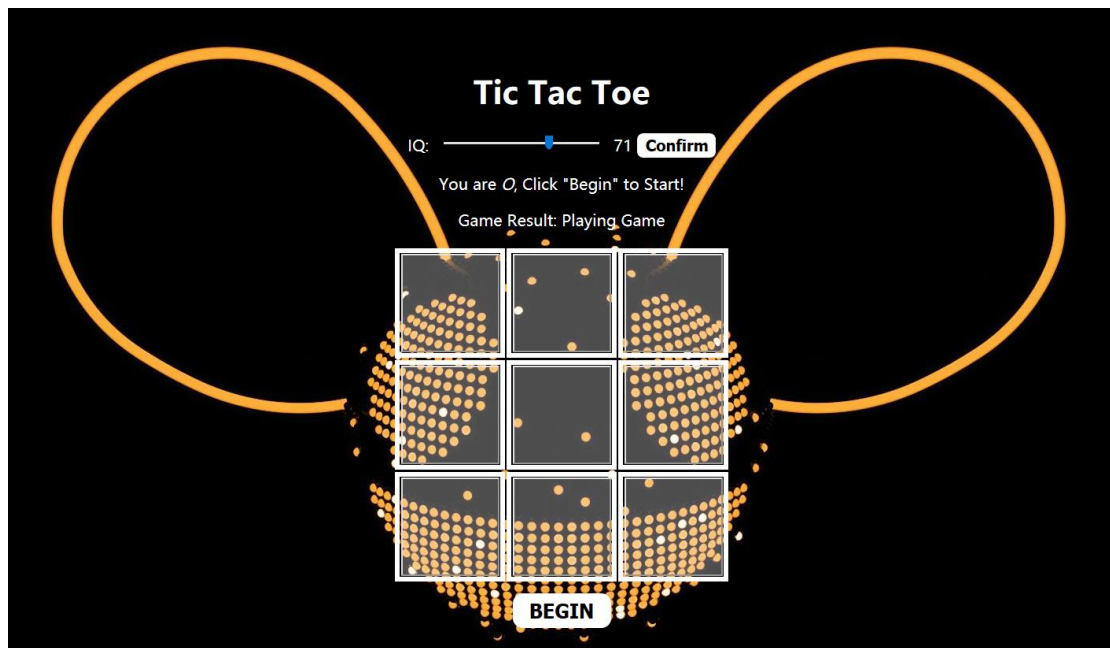 Tic Tac Toe
IQ: 71 Confirm
You are O, Click "Begin" to Start!
Game Result: Playing Game
BEGIN